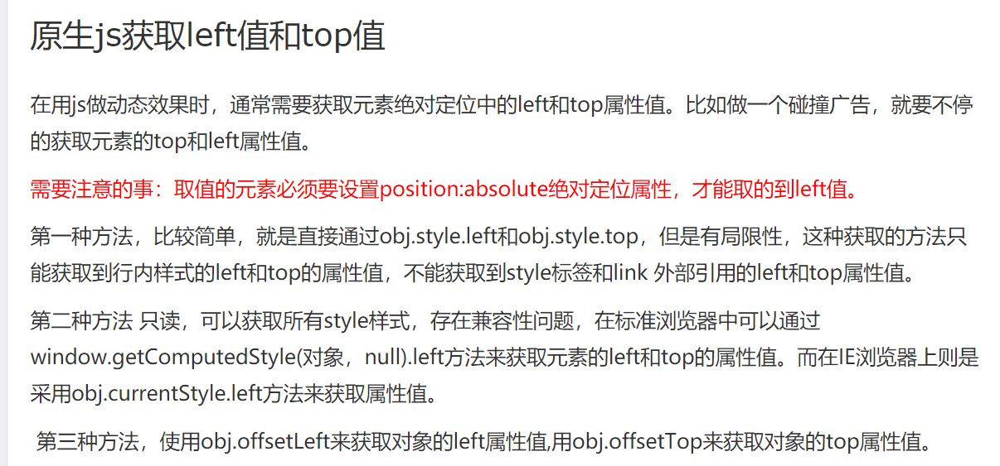 原生js获取left值和top值
在用js做动态效果时，通常需要获取元素绝对定位中的left和top属性值。比如做一个碰撞广告，就要不停
的获取元素的top和left属性值。
需要注意的事：取值的元素必须要设置position:absolute绝对定位属性，才能取的到left值。
第一种方法，比较简单，就是直接通过obj.style.left和obj.style.top，但是有局限性，这种获取的方法只
能获取到行内样式的left和top的属性值，不能获取到style标签和link 外部引用的left和top属性值。
第二种方法 只读，可以获取所有style样式，存在兼容性问题，在标准浏览器中可以通过
window.getComputedStyle(对象，null).left方法来获取元素的left和top的属性值。而在IE浏览器上则是
采用obj.currentStyle.left方法来获取属性值。
第三种方法，使用obj.offsetLeft来获取对象的left属性值,用obj.offsetTop来获取对象的top属性值。